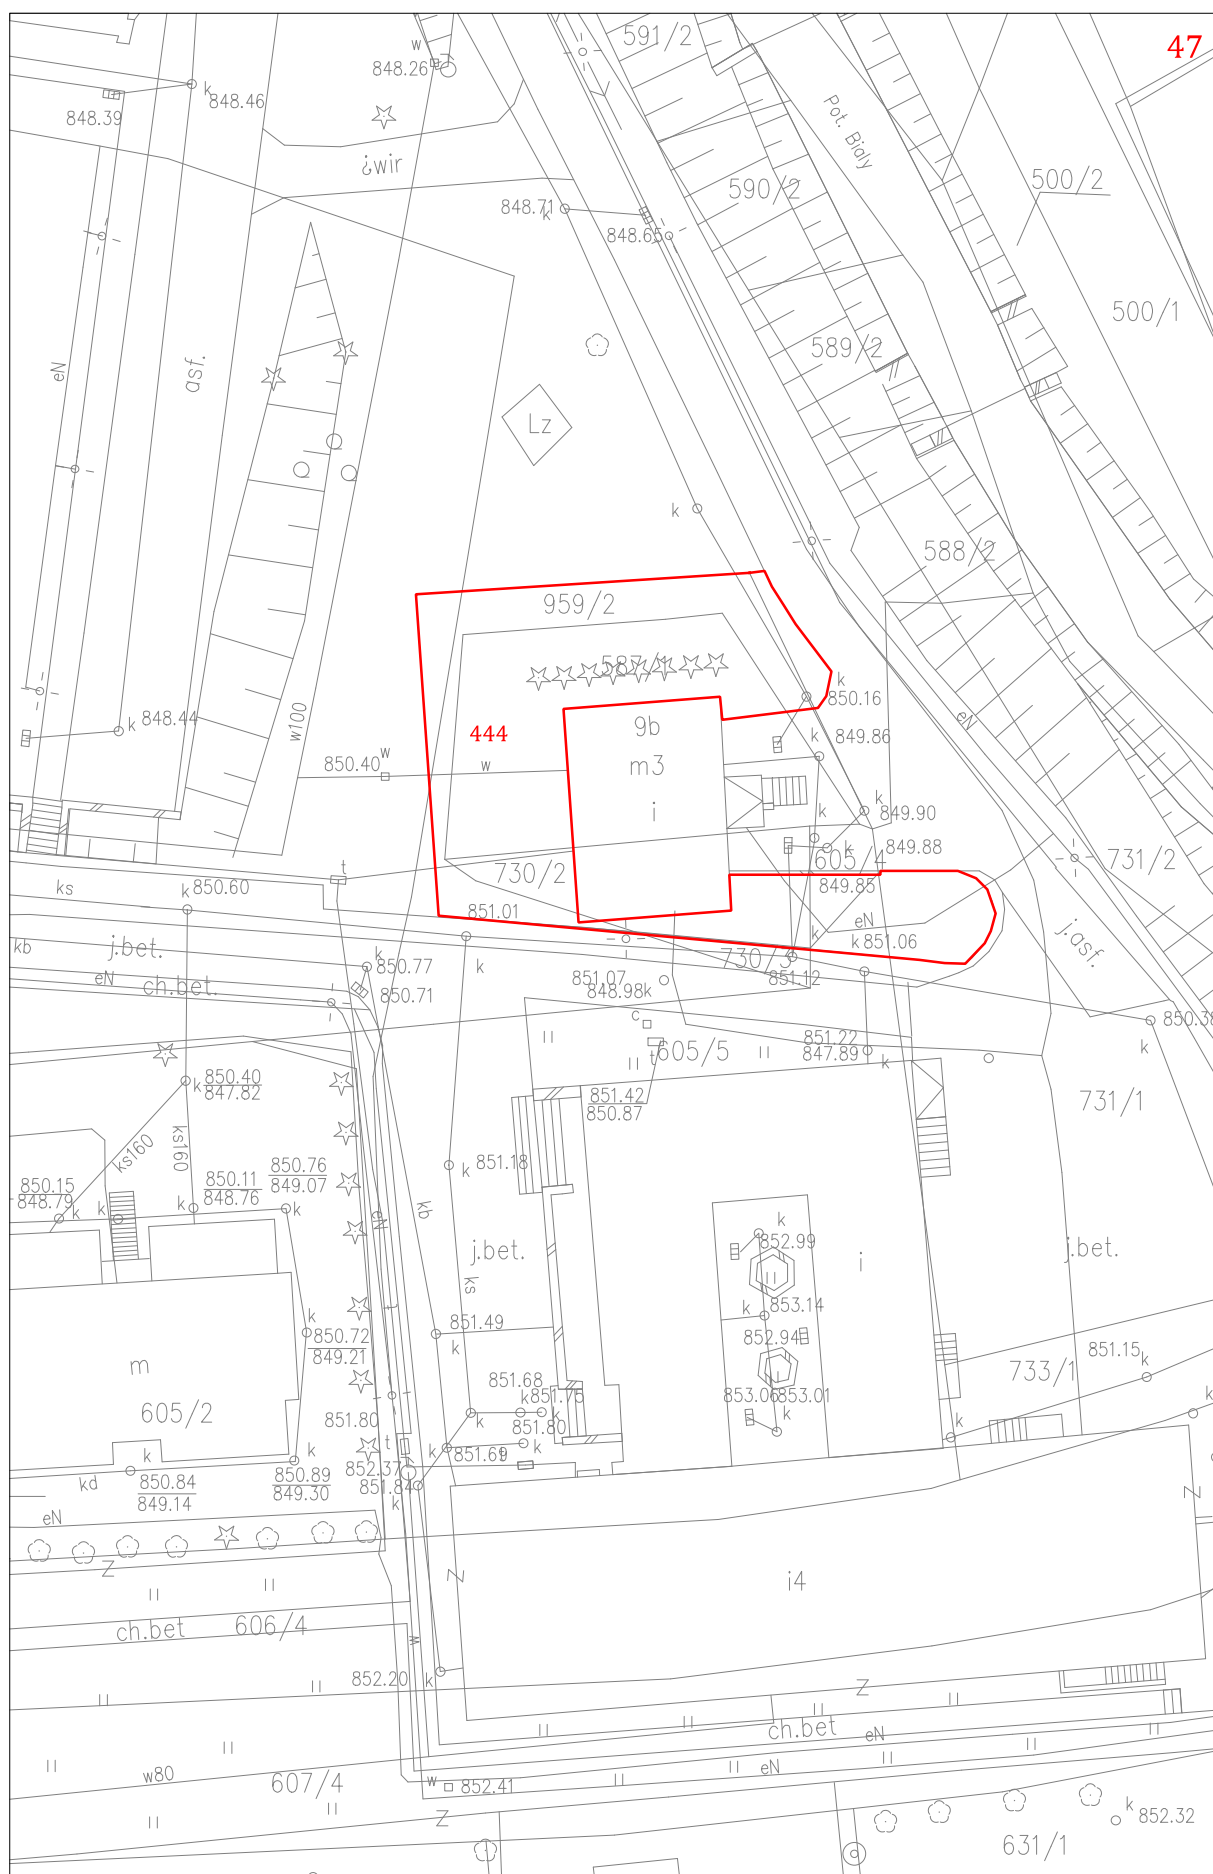 591/2
47
w
848.26
k
848.46
848.39
Pot. Biały
¿wir
590/2
500/2
848.71
k
848.65
500/1
eN
asf.
589/2
Lz
k
588/2
959/2
587/1
k
850.16
w100
k
848.44
444
9b
eN
849.86
k
850.40
w
w
m3
i
k
849.90
k
k
849.88
605/4
731/2
t
730/2
849.85
ks
k
850.60
851.01
eN
k
851.06
kb
j.bet.
k
j.asf.
730/3
k
850.77
eN
ch.bet.
850.71
851.07
848.98
k
851.12
c
850.38
k
851.22
847.89
k
t
605/5
850.40
847.82
k
851.42
850.87
731/1
ks160
ks160
850.15
848.79
k
k
850.11
848.76
k
850.76
849.07
k
851.18
k
eN
kb
k
852.99
j.bet.
i
j.bet.
ks
t
k
853.14
k
850.72
849.21
851.49
k
852.94
m
851.15
k
733/1
851.68
605/2
853.06
853.01
k
k
851.75
851.80
k
k
k
851.80
k
k
t
k
851.69
t
852.37
851.84
k
kd
850.84
849.14
850.89
849.30
eN
Z
Z
Z
i4
ch.bet
606/4
w
852.20
k
Z
ch.bet
eN
eN
w80
607/4
w
852.41
Z
k
852.32
631/1